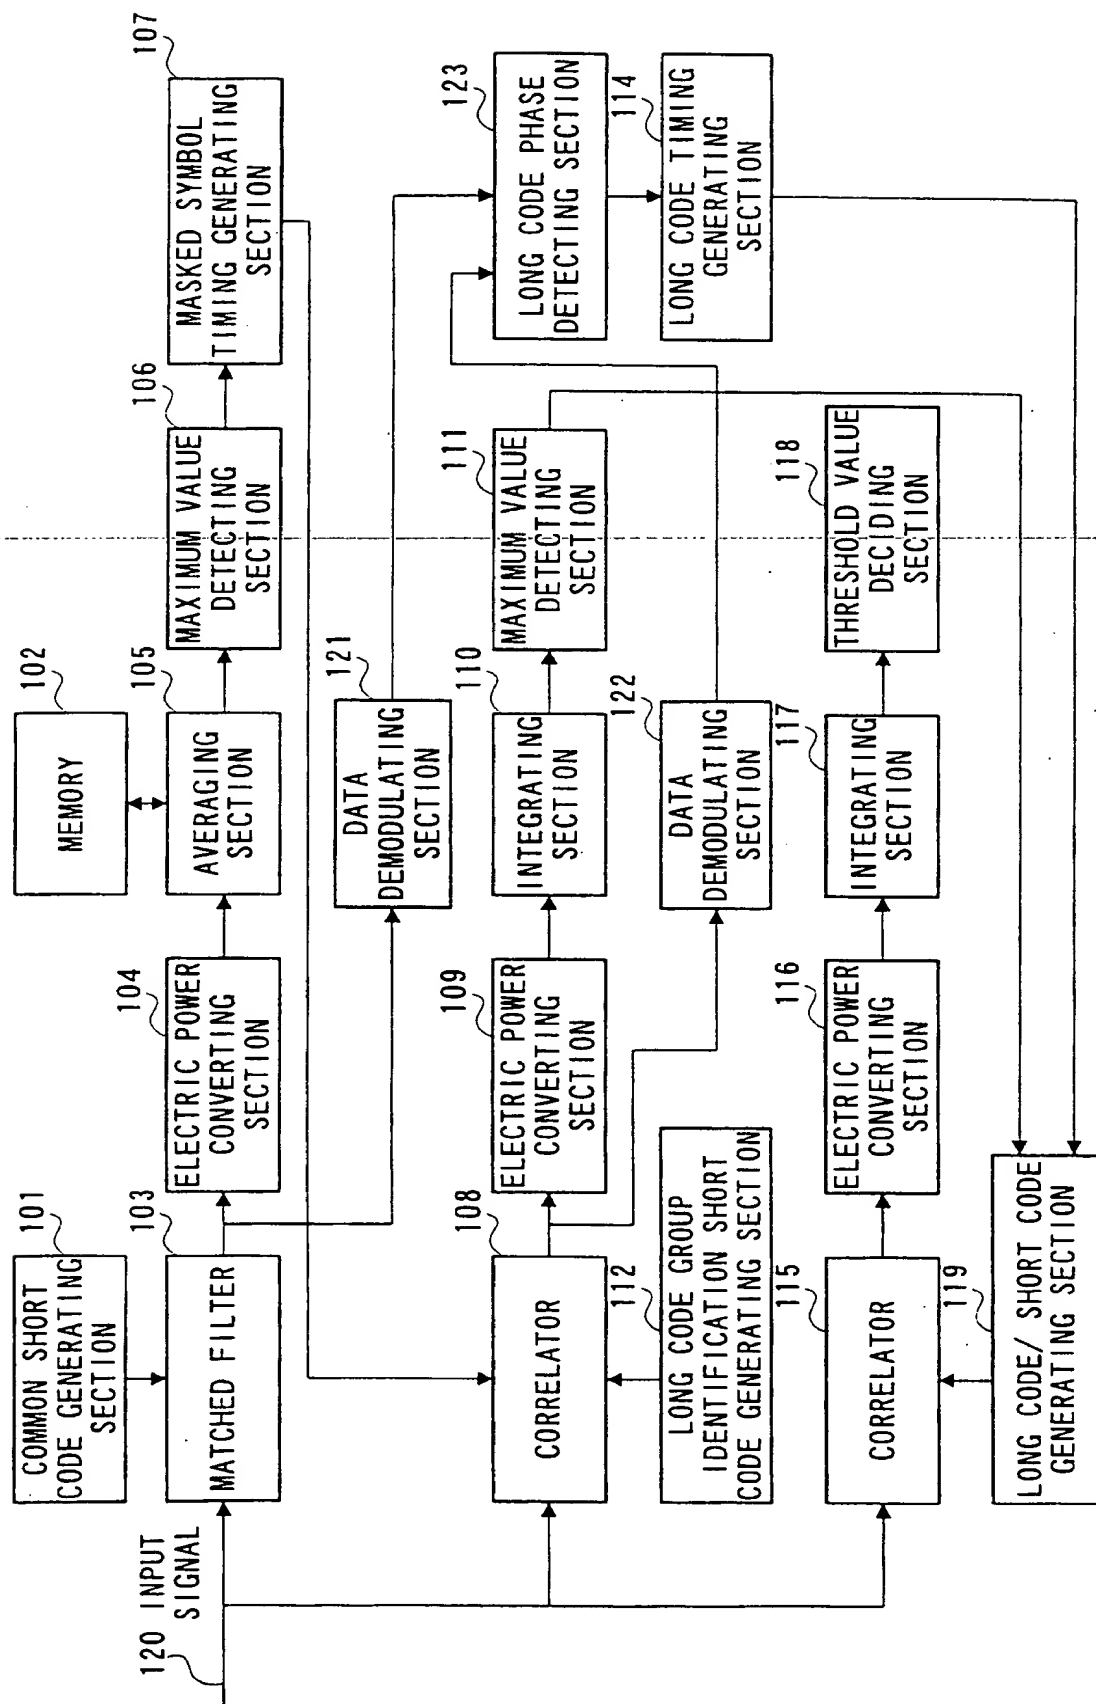 120
INPUT
SIGNAL
COMMON SHORT
CODE GENERATING
SECTION
101
MATCHED FILTER
103
ELECTRIC POWER
CONVERTING
SECTION
104
MEMORY
102
AVERAGING
SECTION
105
MAXIMUM VALUE
DETECTING
SECTION
106
MASKED SYMBOL
TIMING GENERATING
SECTION
107
DATA
DEMODULATING
SECTION
121
CORRELATOR
108
ELECTRIC POWER
CONVERTING
SECTION
109
INTEGRATING
SECTION
110
MAXIMUM VALUE
DETECTING
SECTION
111
LONG CODE PHASE
DETECTING SECTION
123
LONG CODE GROUP
IDENTIFICATION SHORT
CODE GENERATING SECTION
112
DATA
DEMODULATING
SECTION
122
LONG CODE TIMING
GENERATING
SECTION
114
CORRELATOR
115
ELECTRIC POWER
CONVERTING
SECTION
116
INTEGRATING
SECTION
117
THRESHOLD VALUE
DECIDING
SECTION
118
LONG CODE/ SHORT CODE
GENERATING SECTION
119